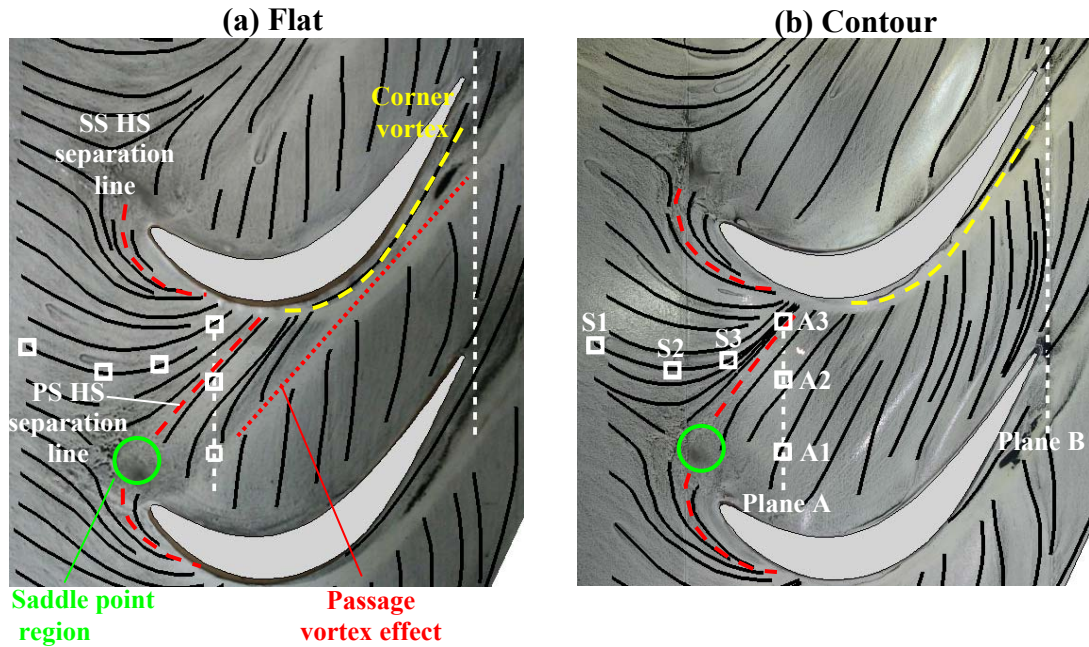 (a) Flat
(b) Contour
Corner
vortex
SS HS
separation
line
S1
S2
S3
A3
A2
PS HS
separation
line
A1
Plane B
Plane A
Saddle point
region
Passage
vortex effect